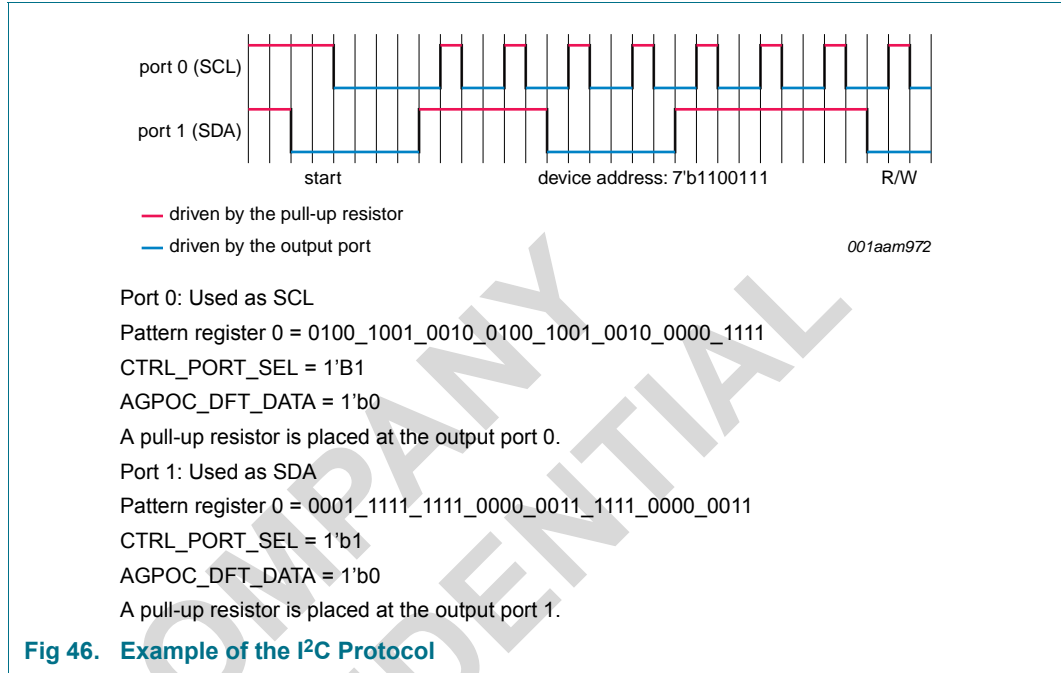 port 0 (SCL)
port 1 (SDA)
start
device address: 7'b1100111
R/W
driven by the pull-up resistor
driven by the output port
001aam972
Port 0: Used as SCL
Pattern register 0 = 0100_1001_0010_0100_1001_0010_0000_1111
CTRL_PORT_SEL = 1'B1
AGPOC_DFT_DATA = 1'b0
A pull-up resistor is placed at the output port 0.
Port 1: Used as SDA
Pattern register 0 = 0001_1111_1111_0000_0011_1111_0000_0011
CTRL_PORT_SEL = 1'b1
AGPOC_DFT_DATA = 1'b0
A pull-up resistor is placed at the output port 1.
Fig 46. Example of the I2C Protocol